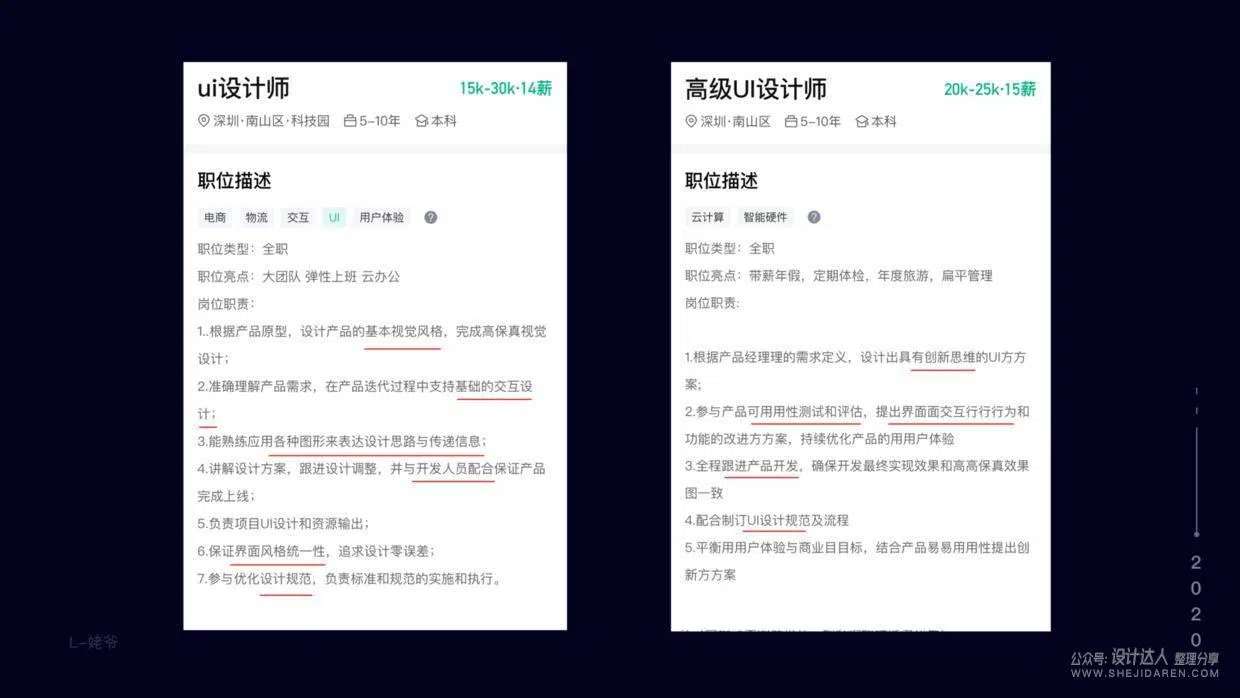 ui设计师
15k-30k·14薪
深圳·南山区·科技园 5-10年 本科
职位描述
电商 物流 交互 UI 用户体验 ?
职位类型：全职
职位亮点：大团队 弹性上班 云办公
岗位职责：
1..根据产品原型，设计产品的基本视觉风格，完成高保真视觉
设计；
2.准确理解产品需求，在产品迭代过程中支持基础的交互设
计；
3.能熟练应用各种图形来表达设计思路与传递信息；
4.讲解设计方案，跟进设计调整，并与开发人员配合保证产品
完成上线；
5.负责项目UI设计和资源输出；
6.保证界面风格统一性，追求设计零误差；
7.参与优化设计规范，负责标准和规范的实施和执行。
高级UI设计师
20k-25k·15薪
深圳·南山区 5-10年 本科
职位描述
云计算 智能硬件 ?
职位类型：全职
职位亮点：带薪年假，定期体检，年度旅游，扁平管理
岗位职责:
1.根据产品经理理的需求定义，设计出具有创新思维的UI方方
案;
2.参与产品可用用性测试和评估，提出界面面交互行行行为和
功能的改进方方案，持续优化产品的用用户体验
3.全程跟进产品开发，确保开发最终实现效果和高高保真效果
图一致
4.配合制订UI设计规范及流程
5.平衡用用户体验与商业目目标，结合产品易易用用性提出创
新方方案
2
0
2
0
L-姥爷
公众号: 设计达人 整理分享
WWW.SHEJIDAREN.COM